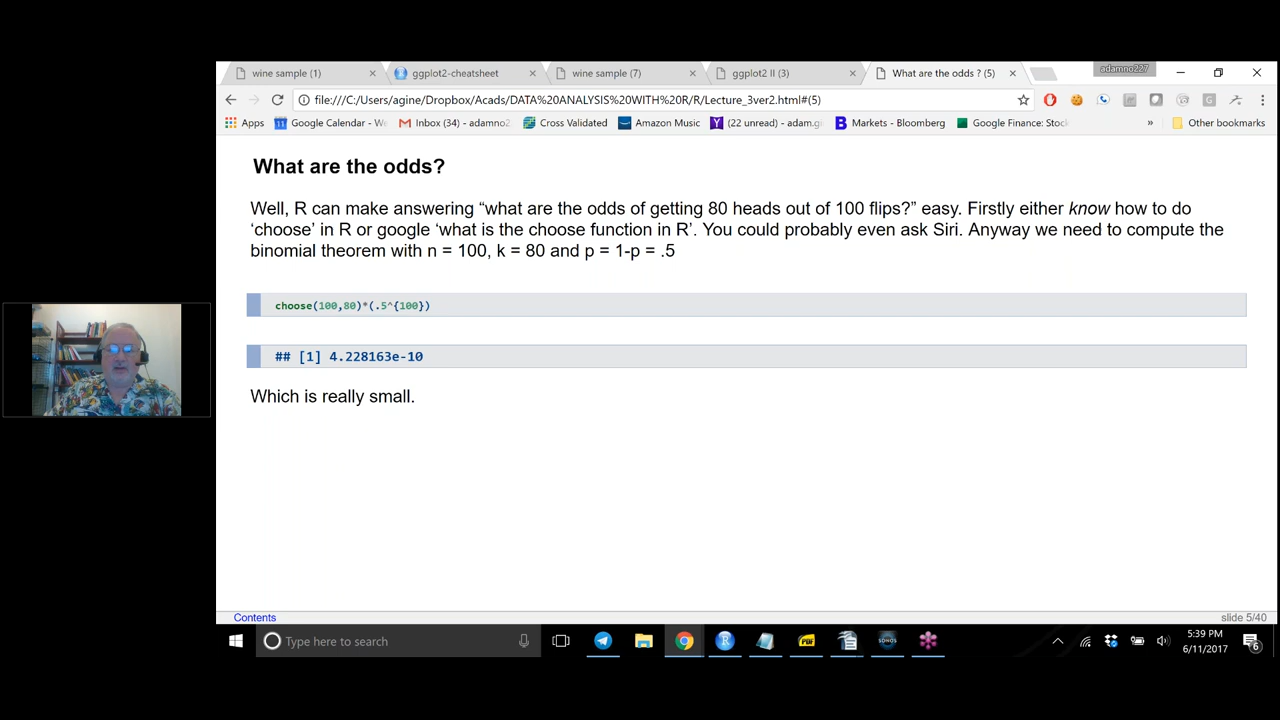 wine sample (1)
ggplot2-cheatsheet
wine sample (7)
ggplot2 II (3)
What are the odds ? (5)
adamno227
file:///C:/Users/agine/Dropbox/Acads/DATA%20ANALYSIS%20WITH%20R/R/Lecture_3ver2.html#(5)
Apps
Google Calendar - We
Inbox (34) - adamno2
Cross Validated
Amazon Music
(22 unread) - adam.g
Markets - Bloomberg
Google Finance: Stoc
»
Other bookmarks
What are the odds?
Well, R can make answering “what are the odds of getting 80 heads out of 100 flips?” easy. Firstly either know how to do
‘choose’ in R or google ‘what is the choose function in R’. You could probably even ask Siri. Anyway we need to compute the
binomial theorem with n = 100, k = 80 and p = 1-p = .5
choose(100,80)*(.5^{100})
## [1] 4.228163e-10
Which is really small.
Contents
slide 5/40
Type here to search
PDF
SONOS
5:39 PM
6/11/2017
6